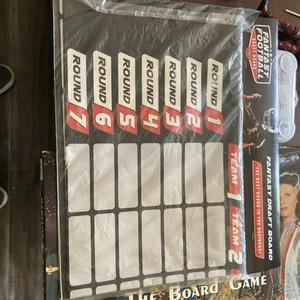 FANTASY
FOOTBALL
ROUND 1
ROUND 2
ROUND 3
ROUND 4
ROUND 5
ROUND 6
ROUND 7
TEAM 1
TEAM 2
FANTASY DRAFT BOARD
THE BOARD GAME